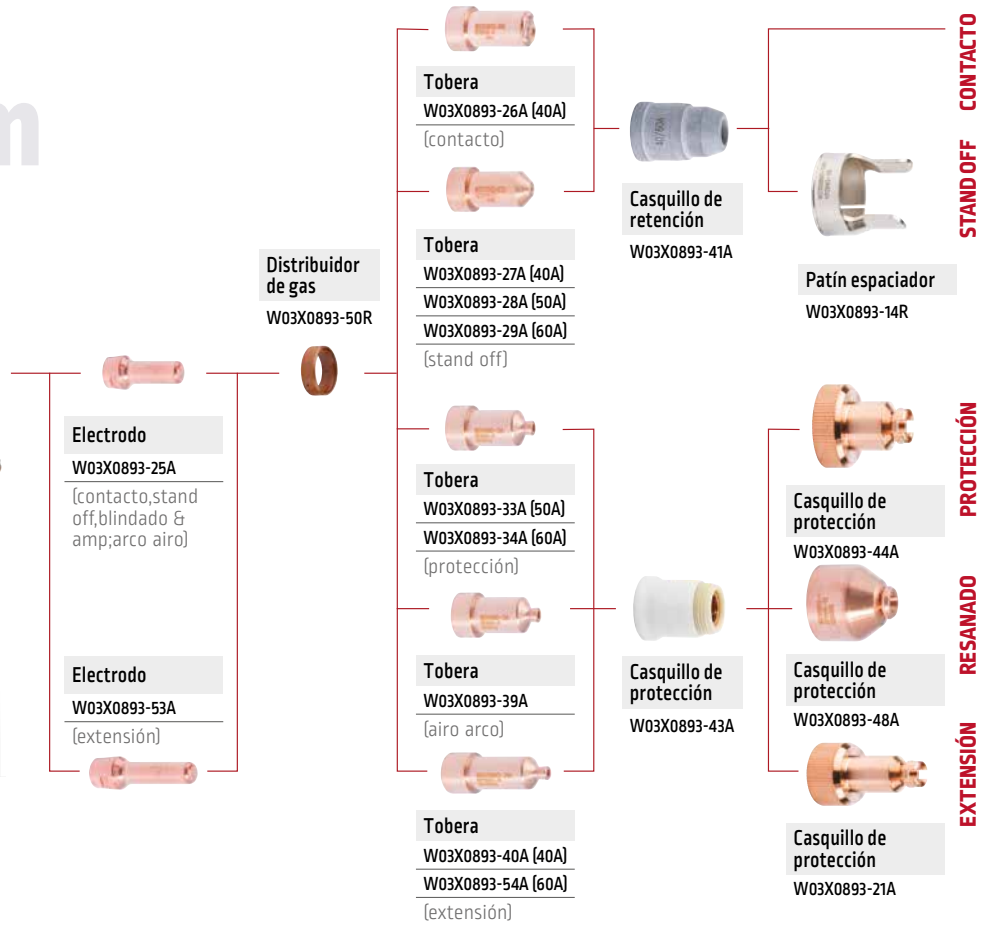 m
Tobera
W03X0893-26A (40A)
(contacto)
Tobera
W03X0893-27A (40A)
W03X0893-28A (50A)
W03X0893-29A (60A)
(stand off)
Casquillo de
retención
W03X0893-41A
40/60A
Patín espaciador
W03X0893-14R
CONTACTO
STAND OFF
Distribuidor
de gas
W03X0893-50R
Electrodo
W03X0893-25A
(contacto,stand
off,blindado &
amp;arco airo)
Electrodo
W03X0893-53A
(extensión)
Tobera
W03X0893-33A (50A)
W03X0893-34A (60A)
(protección)
Tobera
W03X0893-39A
(airo arco)
Tobera
W03X0893-40A (40A)
W03X0893-54A (60A)
(extensión)
Casquillo de
protección
W03X0893-43A
Casquillo de
protección
W03X0893-44A
PROTECCIÓN
Casquillo de
protección
W03X0893-48A
RESANADO
Casquillo de
protección
W03X0893-21A
EXTENSIÓN